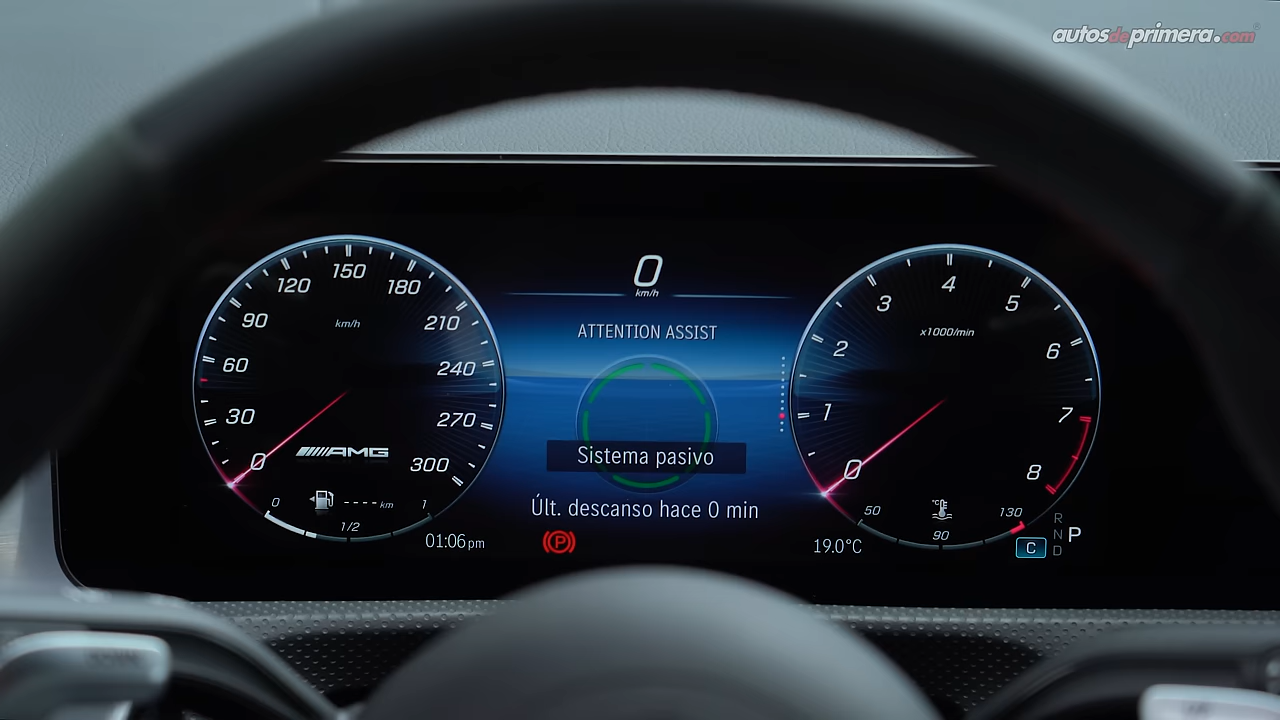 autosdeprimera.com
0
km/h
ATTENTION ASSIST
Sistema pasivo
Últ. descanso hace 0 min
0 30 60 90 120 150 180 210 240 270 300
km/h
AMG
0 1/2 1
---- km
01:06 pm
P
0 1 2 3 4 5 6 7 8
x1000/min
50 90 130
°C
19.0°C
C
R
N
D
P